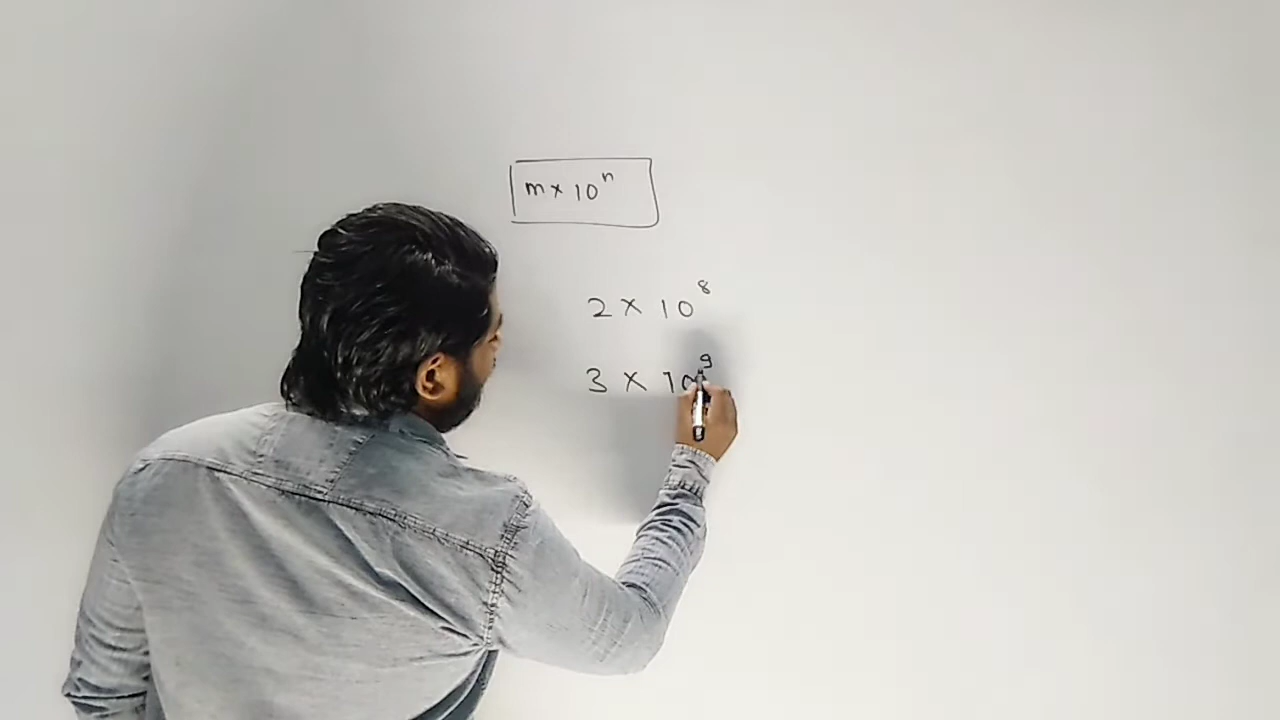 m × 10ⁿ
2 × 10⁸
3 × 10⁹